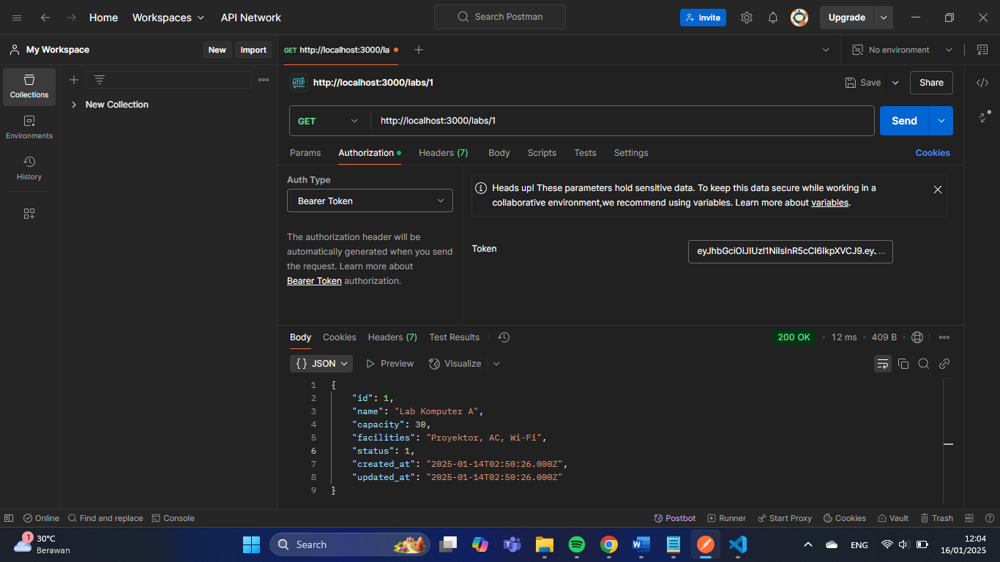 Home Workspaces API Network Search Postman Invite Upgrade
My Workspace New Import GET http://localhost:3000/la No environment
HTTP http://localhost:3000/labs/1 Save Share
Collections
New Collection
GET http://localhost:3000/labs/1 Send
Environments
Params Authorization Headers (7) Body Scripts Tests Settings Cookies
History
Auth Type
Bearer Token
Heads up! These parameters hold sensitive data. To keep this data secure while working in a
collaborative environment,we recommend using variables. Learn more about variables.
The authorization header will be
automatically generated when you send
the request. Learn more about
Bearer Token authorization.
Token eyJhbGciOiJIUzI1NiIsInR5cCI6IkpXVCJ9.eyJ ...
Body Cookies Headers (7) Test Results 200 OK 12 ms 409 B
{} JSON Preview Visualize
1 {
2 "id": 1,
3 "name": "Lab Komputer A",
4 "capacity": 30,
5 "facilities": "Proyektor, AC, Wi-Fi",
6 "status": 1,
7 "created_at": "2025-01-14T02:50:26.000Z",
8 "updated_at": "2025-01-14T02:50:26.000Z"
9 }
Online Find and replace Console Postbot Runner Start Proxy Cookies Vault Trash
1 30°C
Berawan
Search
ENG
12:04
16/01/2025